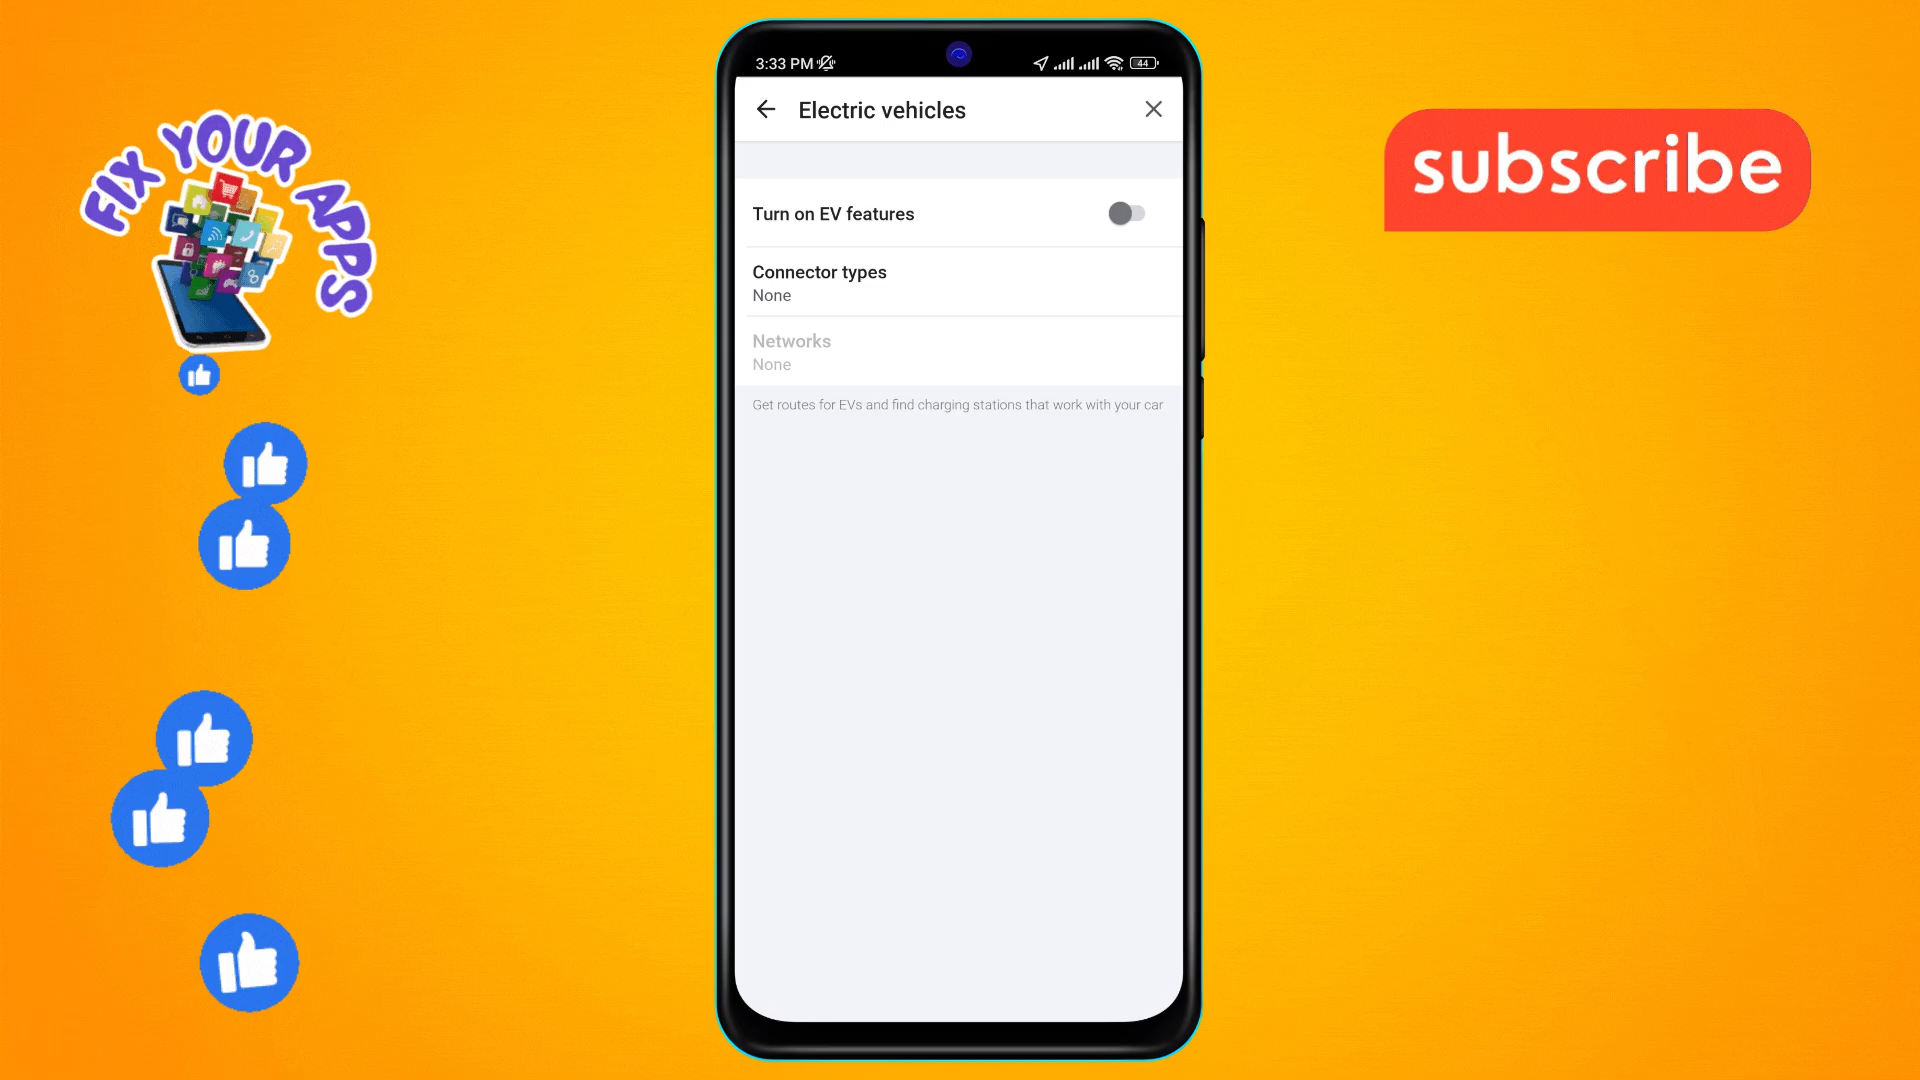 FIX YOUR APPS
3:33 PM
44
Electric vehicles
subscribe
Turn on EV features
Connector types
None
Networks
None
Get routes for EVs and find charging stations that work with your car